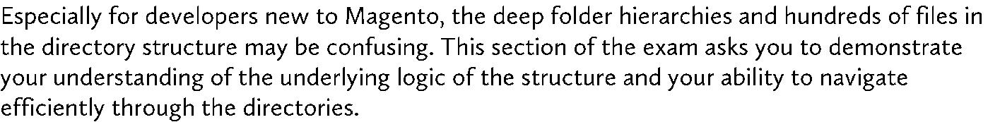 Especially for developers new to Magento, the deep folder hierarchies and hundreds of files in
the directory structure may be confusing. This section of the exam asks you to demonstrate
your understanding of the underlying logic of the structure and your ability to navigate
efficiently through the directories.